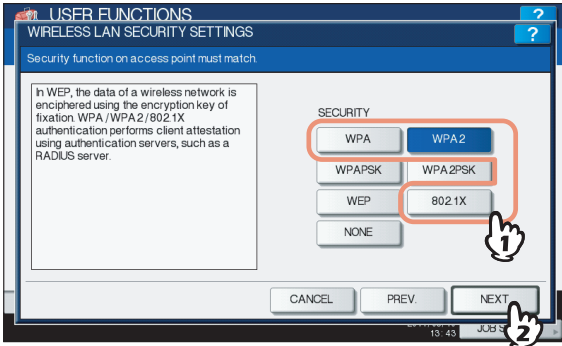 USER FUNCTIONS
?
WIRELESS LAN SECURITY SETTINGS
?
Security function on access point must match.
In WEP, the data of a wireless network is
enciphered using the encryption key of
fixation. WPA/WPA2/802.1X
authentication performs client attestation
using authentication servers, such as a
RADIUS server.
SECURITY
WPA
WPA2
WPAPSK
WPA2PSK
WEP
802.1X
NONE
1
CANCEL
PREV.
NEXT
2
13:43
JOB S